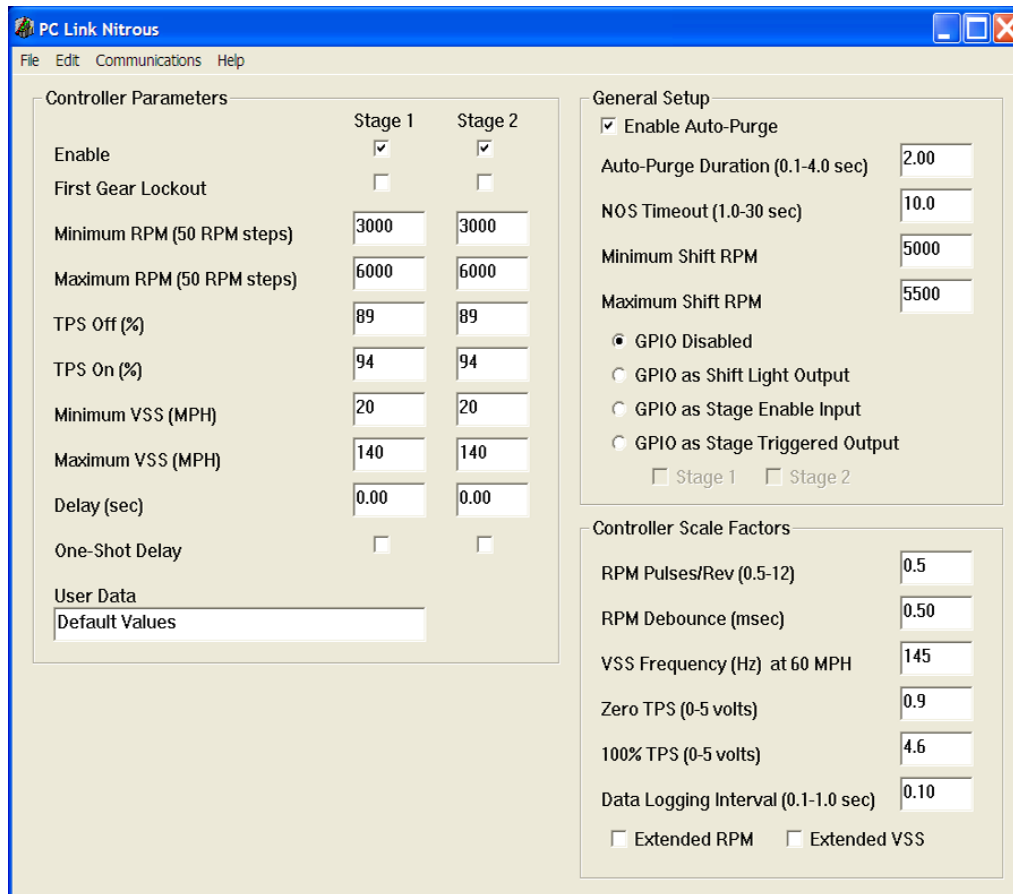 PC Link Nitrous
File Edit Communications Help
Controller Parameters
Stage 1 Stage 2
Enable
First Gear Lockout
Minimum RPM (50 RPM steps) 3000 3000
Maximum RPM (50 RPM steps) 6000 6000
TPS Off (%) 89 89
TPS On (%) 94 94
Minimum VSS (MPH) 20 20
Maximum VSS (MPH) 140 140
Delay (sec) 0.00 0.00
One-Shot Delay
User Data
Default Values
General Setup
Enable Auto-Purge
Auto-Purge Duration (0.1-4.0 sec) 2.00
NOS Timeout (1.0-30 sec) 10.0
Minimum Shift RPM 5000
Maximum Shift RPM 5500
GPIO Disabled
GPIO as Shift Light Output
GPIO as Stage Enable Input
GPIO as Stage Triggered Output
Stage 1 Stage 2
Controller Scale Factors
RPM Pulses/Rev (0.5-12) 0.5
RPM Debounce (msec) 0.50
VSS Frequency (Hz) at 60 MPH 145
Zero TPS (0-5 volts) 0.9
100% TPS (0-5 volts) 4.6
Data Logging Interval (0.1-1.0 sec) 0.10
Extended RPM Extended VSS